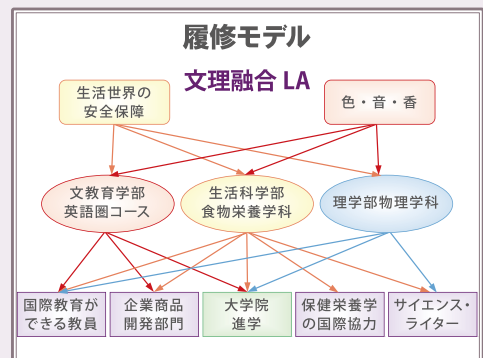 履修モデル
文理融合 LA
生活世界の
安全保障
色・音・香
文教育学部
英語圏コース
生活科学部
食物栄養学科
理学部物理学科
国際教育が
できる教員
企業商品
開発部門
大学院
進学
保健栄養学
の国際協力
サイエンス・
ライター